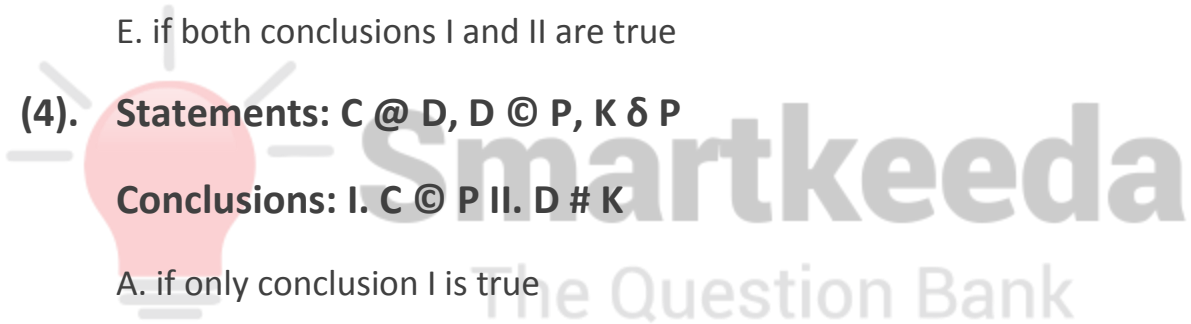 E. if both conclusions I and II are true
(4). Statements: C @ D, D © P, K δ P
Smartkeeda
Conclusions: I. C © P II. D # K
A. if only conclusion I is true
The Question Bank